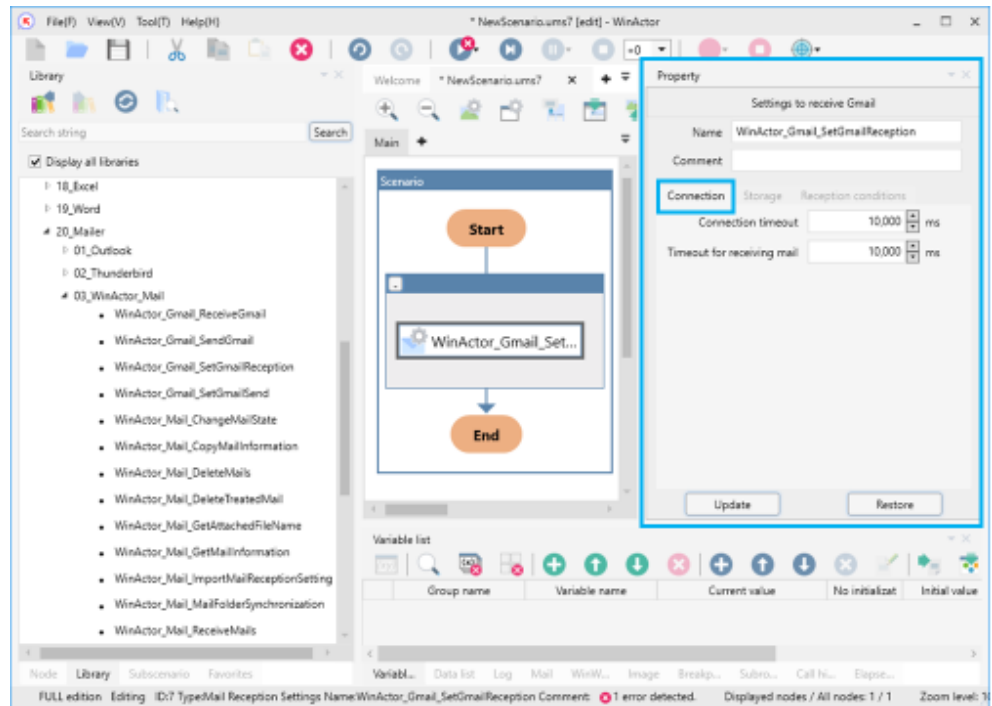 File(F) View(V) Tool(T) Help(H)
* NewScenario.ums7 [edit] - WinActor
+0
Library
Search string
Search
Display all libraries
18_Excel
19_Word
20_Mailer
01_Outlook
02_Thunderbird
03_WinActor_Mail
WinActor_Gmail_ReceiveGmail
WinActor_Gmail_SendGmail
WinActor_Gmail_SetGmailReception
WinActor_Gmail_SetGmailSend
WinActor_Mail_ChangeMailState
WinActor_Mail_CopyMailInformation
WinActor_Mail_DeleteMails
WinActor_Mail_DeleteTreatedMail
WinActor_Mail_GetAttachedFileName
WinActor_Mail_GetMailInformation
WinActor_Mail_ImportMailReceptionSetting
WinActor_Mail_MailFolderSynchronization
WinActor_Mail_ReceiveMails
Node Library Subscenario Favorites
Welcome * NewScenario.ums7
Main
Scenario
Start
WinActor_Gmail_Set...
End
Property
Settings to receive Gmail
Name WinActor_Gmail_SetGmailReception
Comment
Connection Storage Reception conditions
Connection timeout 10,000 ms
Timeout for receiving mail 10,000 ms
Update Restore
Variable list
Group name Variable name Current value No initializat Initial value
Variabl... Data list Log Mail WinW... Image Breakp... Subro... Call hi... Elapse...
FULL edition Editing ID:7 Type:Mail Reception Settings Name:WinActor_Gmail_SetGmailReception Comment: 1 error detected. Displayed nodes / All nodes: 1 / 1 Zoom level: